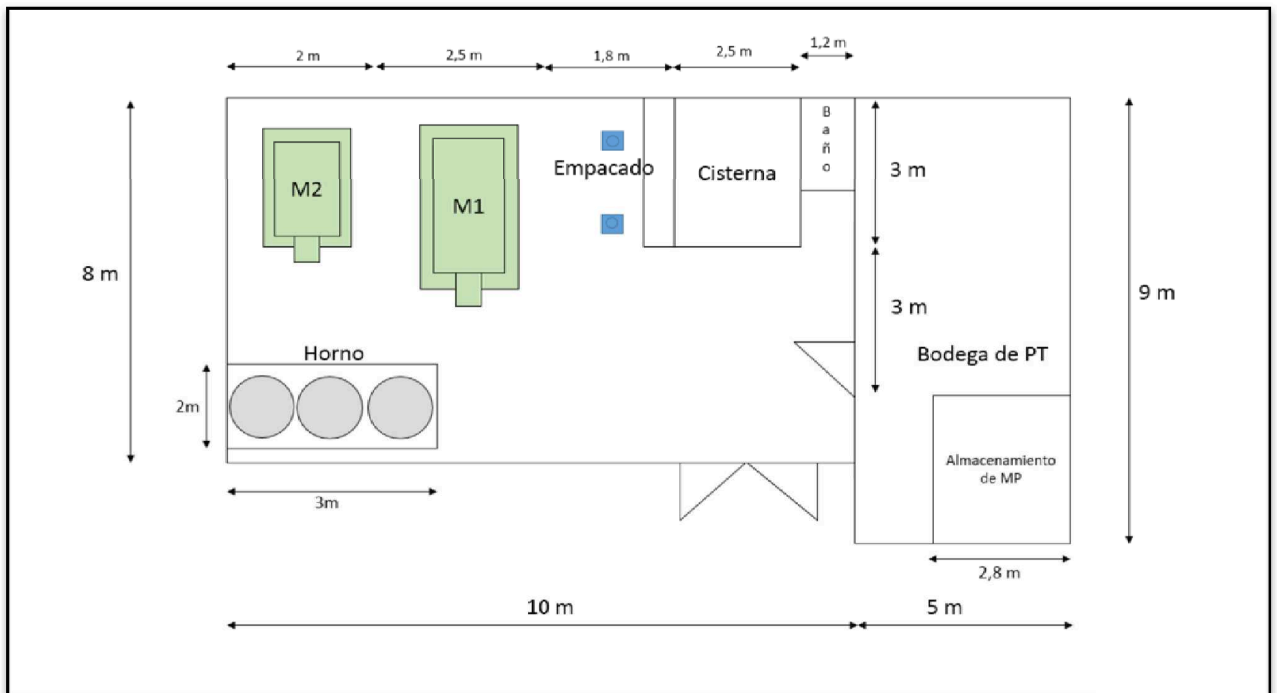 2 m
2,5 m
1,8 m
2,5 m
1,2 m
B
a
ñ
o
M2
M1
Empacado
Cisterna
3 m
8 m
9 m
3 m
Horno
Bodega de PT
2m
Almacenamiento
de MP
3m
2,8 m
10 m
5 m